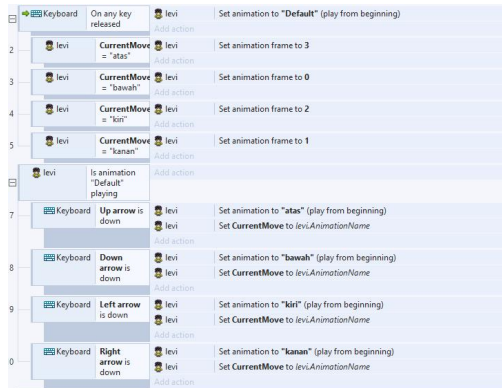 Keyboard On any key released levi Set animation to "Default" (play from beginning)
Add action
2 levi CurrentMove = "atas" levi Set animation frame to 3
Add action
3 levi CurrentMove = "bawah" levi Set animation frame to 0
Add action
4 levi CurrentMove = "kiri" levi Set animation frame to 2
Add action
5 levi CurrentMove = "kanan" levi Set animation frame to 1
Add action
levi Is animation "Default" playing Add action
7 Keyboard Up arrow is down levi Set animation to "atas" (play from beginning)
levi Set CurrentMove to levi.AnimationName
Add action
8 Keyboard Down arrow is down levi Set animation to "bawah" (play from beginning)
levi Set CurrentMove to levi.AnimationName
Add action
9 Keyboard Left arrow is down levi Set animation to "kiri" (play from beginning)
levi Set CurrentMove to levi.AnimationName
Add action
0 Keyboard Right arrow is down levi Set animation to "kanan" (play from beginning)
levi Set CurrentMove to levi.AnimationName
Add action